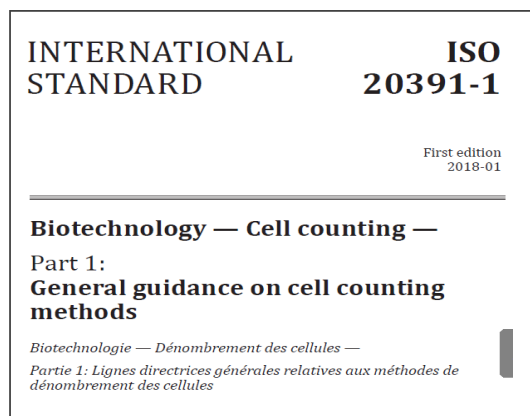 INTERNATIONAL STANDARD
ISO 20391-1
First edition
2018-01
Biotechnology — Cell counting —
Part 1:
General guidance on cell counting
methods
Biotechnologie — Dénombrement des cellules —
Partie 1: Lignes directrices générales relatives aux méthodes de
dénombrement des cellules